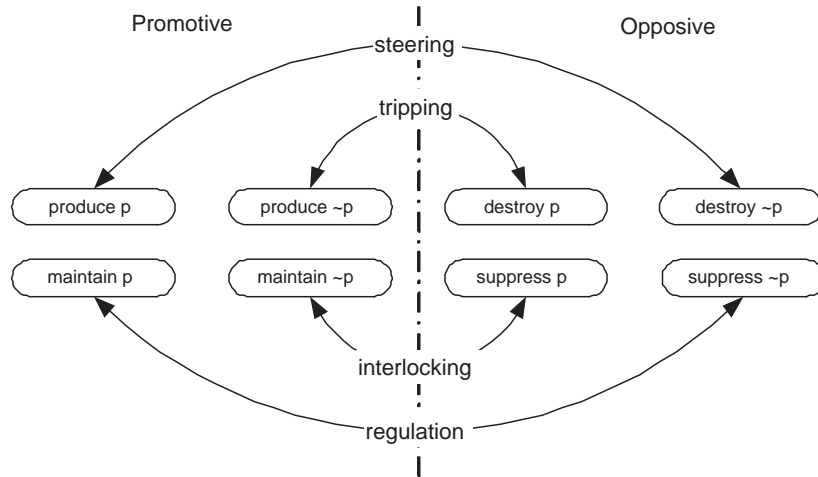 Promotive
Opposive
steering
tripping
produce p
produce ~p
destroy p
destroy ~p
maintain p
maintain ~p
suppress p
suppress ~p
interlocking
regulation